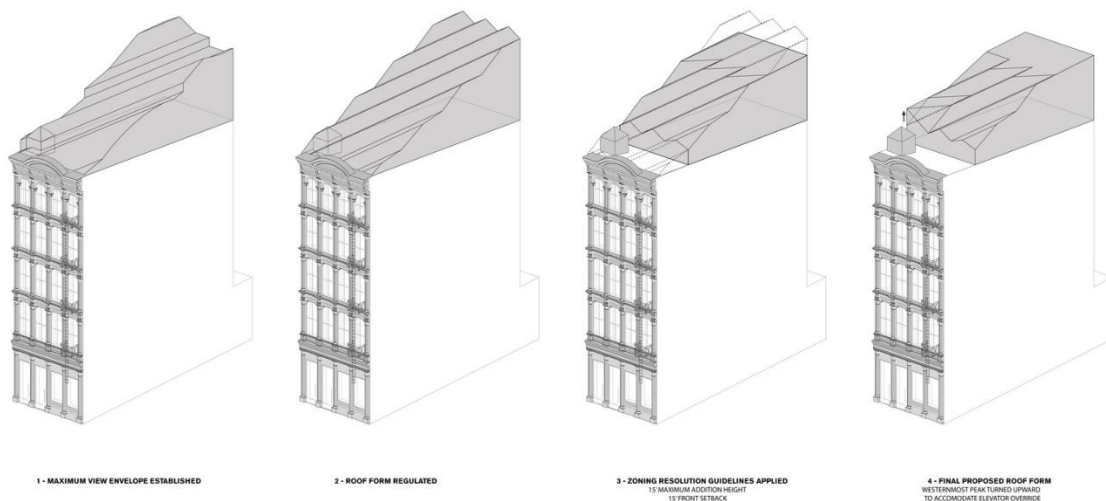 1 - MAXIMUM VIEW ENVELOPE ESTABLISHED
2 - ROOF FORM REGULATED
3 - ZONING RESOLUTION GUIDELINES APPLIED
15' MAXIMUM ADDITION HEIGHT
15' FRONT SETBACK
4 - FINAL PROPOSED ROOF FORM
WESTERNMOST PEAK TURNED UPWARD
TO ACCOMODATE ELEVATOR OVERRIDE